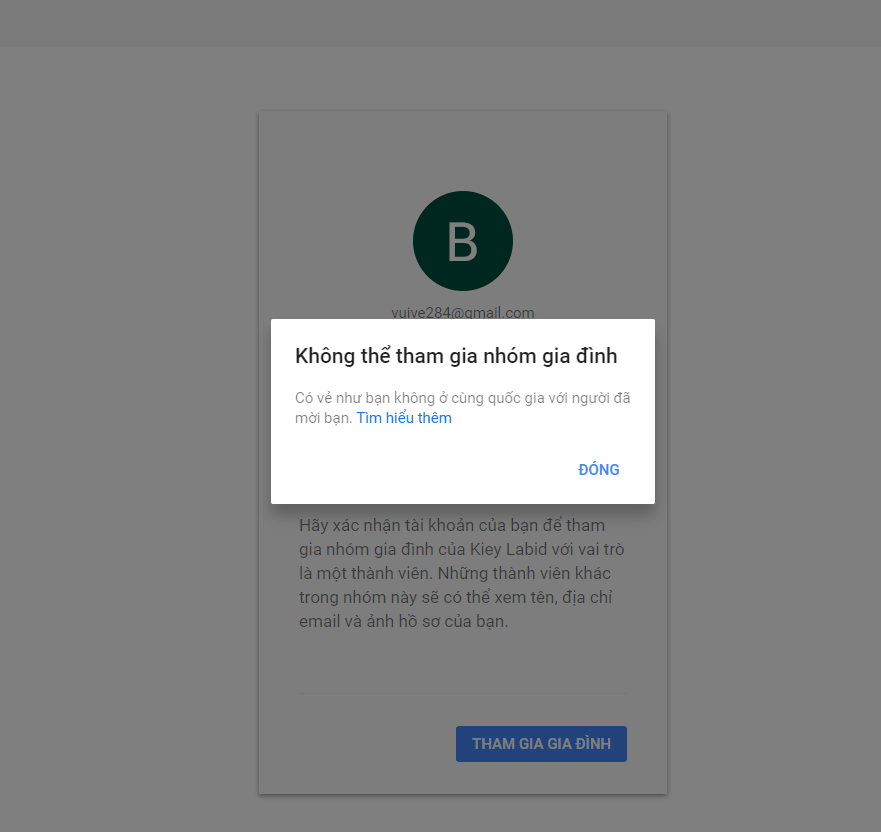 B
vuive284@gmail.com
Không thể tham gia nhóm gia đình
Có vẻ như bạn không ở cùng quốc gia với người đã
mời bạn. Tìm hiểu thêm
ĐÓNG
Hãy xác nhận tài khoản của bạn để tham
gia nhóm gia đình của Kiey Labid với vai trò
là một thành viên. Những thành viên khác
trong nhóm này sẽ có thể xem tên, địa chỉ
email và ảnh hồ sơ của bạn.
THAM GIA GIA ĐÌNH